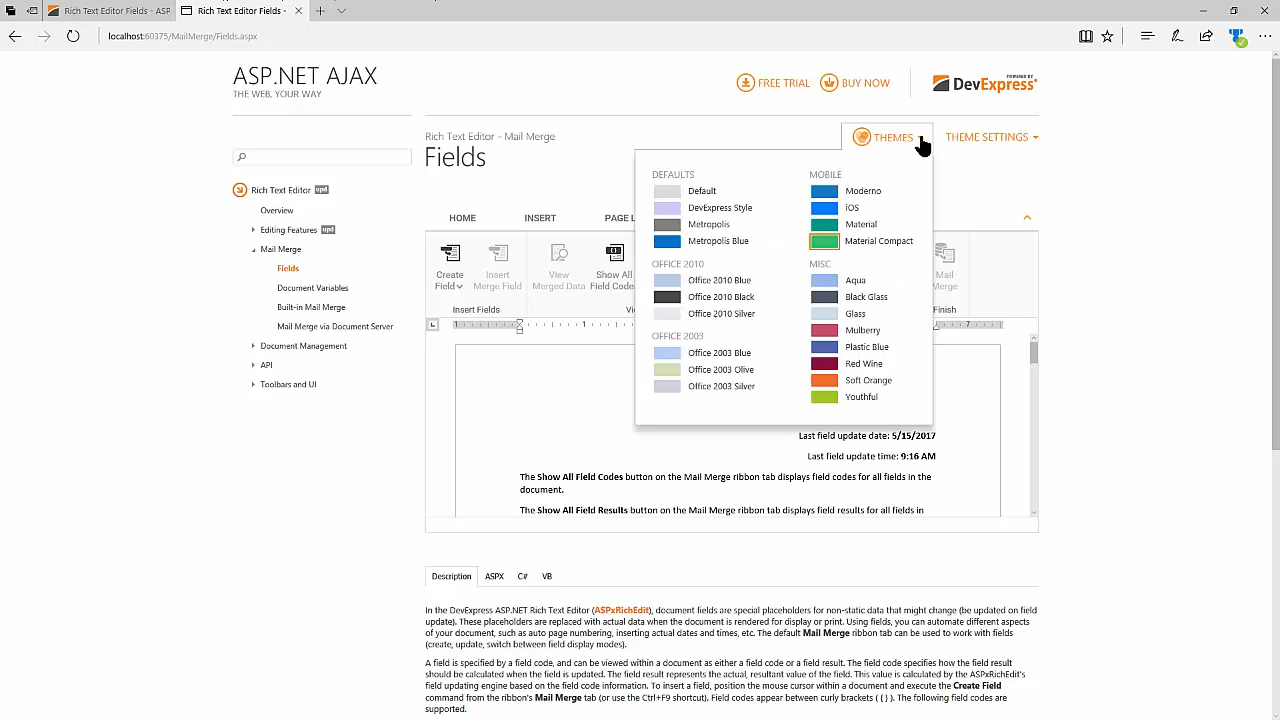 Rich Text Editor Fields - ASP
Rich Text Editor Fields -
localhost:60375/MailMerge/Fields.aspx
ASP.NET AJAX
THE WEB, YOUR WAY
FREE TRIAL
BUY NOW
POWERED BY
DevExpress
Rich Text Editor - Mail Merge
Fields
THEMES
THEME SETTINGS
Rich Text Editor upd
Overview
Editing Features upd
Mail Merge
Fields
Document Variables
Built-in Mail Merge
Mail Merge via Document Server
Document Management
API
Toolbars and UI
HOME
INSERT
PAGE L
Create
Field
Insert
Merge Field
View
Merged Data
Show All
Field Codes
Mail
Merge
Insert Fields
Finish
DEFAULTS
Default
DevExpress Style
Metropolis
Metropolis Blue
OFFICE 2010
Office 2010 Blue
Office 2010 Black
Office 2010 Silver
OFFICE 2003
Office 2003 Blue
Office 2003 Olive
Office 2003 Silver
MOBILE
Moderno
iOS
Material
Material Compact
MISC
Aqua
Black Glass
Glass
Mulberry
Plastic Blue
Red Wine
Soft Orange
Youthful
1 1 7
Last field update date: 5/15/2017
Last field update time: 9:16 AM
The Show All Field Codes button on the Mail Merge ribbon tab displays field codes for all fields in the
document.
The Show All Field Results button on the Mail Merge ribbon tab displays field results for all fields in
Description ASPX C# VB
In the DevExpress ASP.NET Rich Text Editor (ASPxRichEdit), document fields are special placeholders for non-static data that might change (be updated on field
update). These placeholders are replaced with actual data when the document is rendered for display or print. Using fields, you can automate different aspects
of your document, such as auto page numbering, inserting actual dates and times, etc. The default Mail Merge ribbon tab can be used to work with fields
(create, update, switch between field display modes).
A field is specified by a field code, and can be viewed within a document as either a field code or a field result. The field code specifies how the field result
should be calculated when the field is updated. The field result represents the actual, resultant value of the field. This value is calculated by the ASPxRichEdit's
field updating engine based on the field code information. To insert a field, position the mouse cursor within a document and execute the Create Field
command from the ribbon's Mail Merge tab (or use the Ctrl+F9 shortcut). Field codes appear between curly brackets ( { } ). The following field codes are
supported.